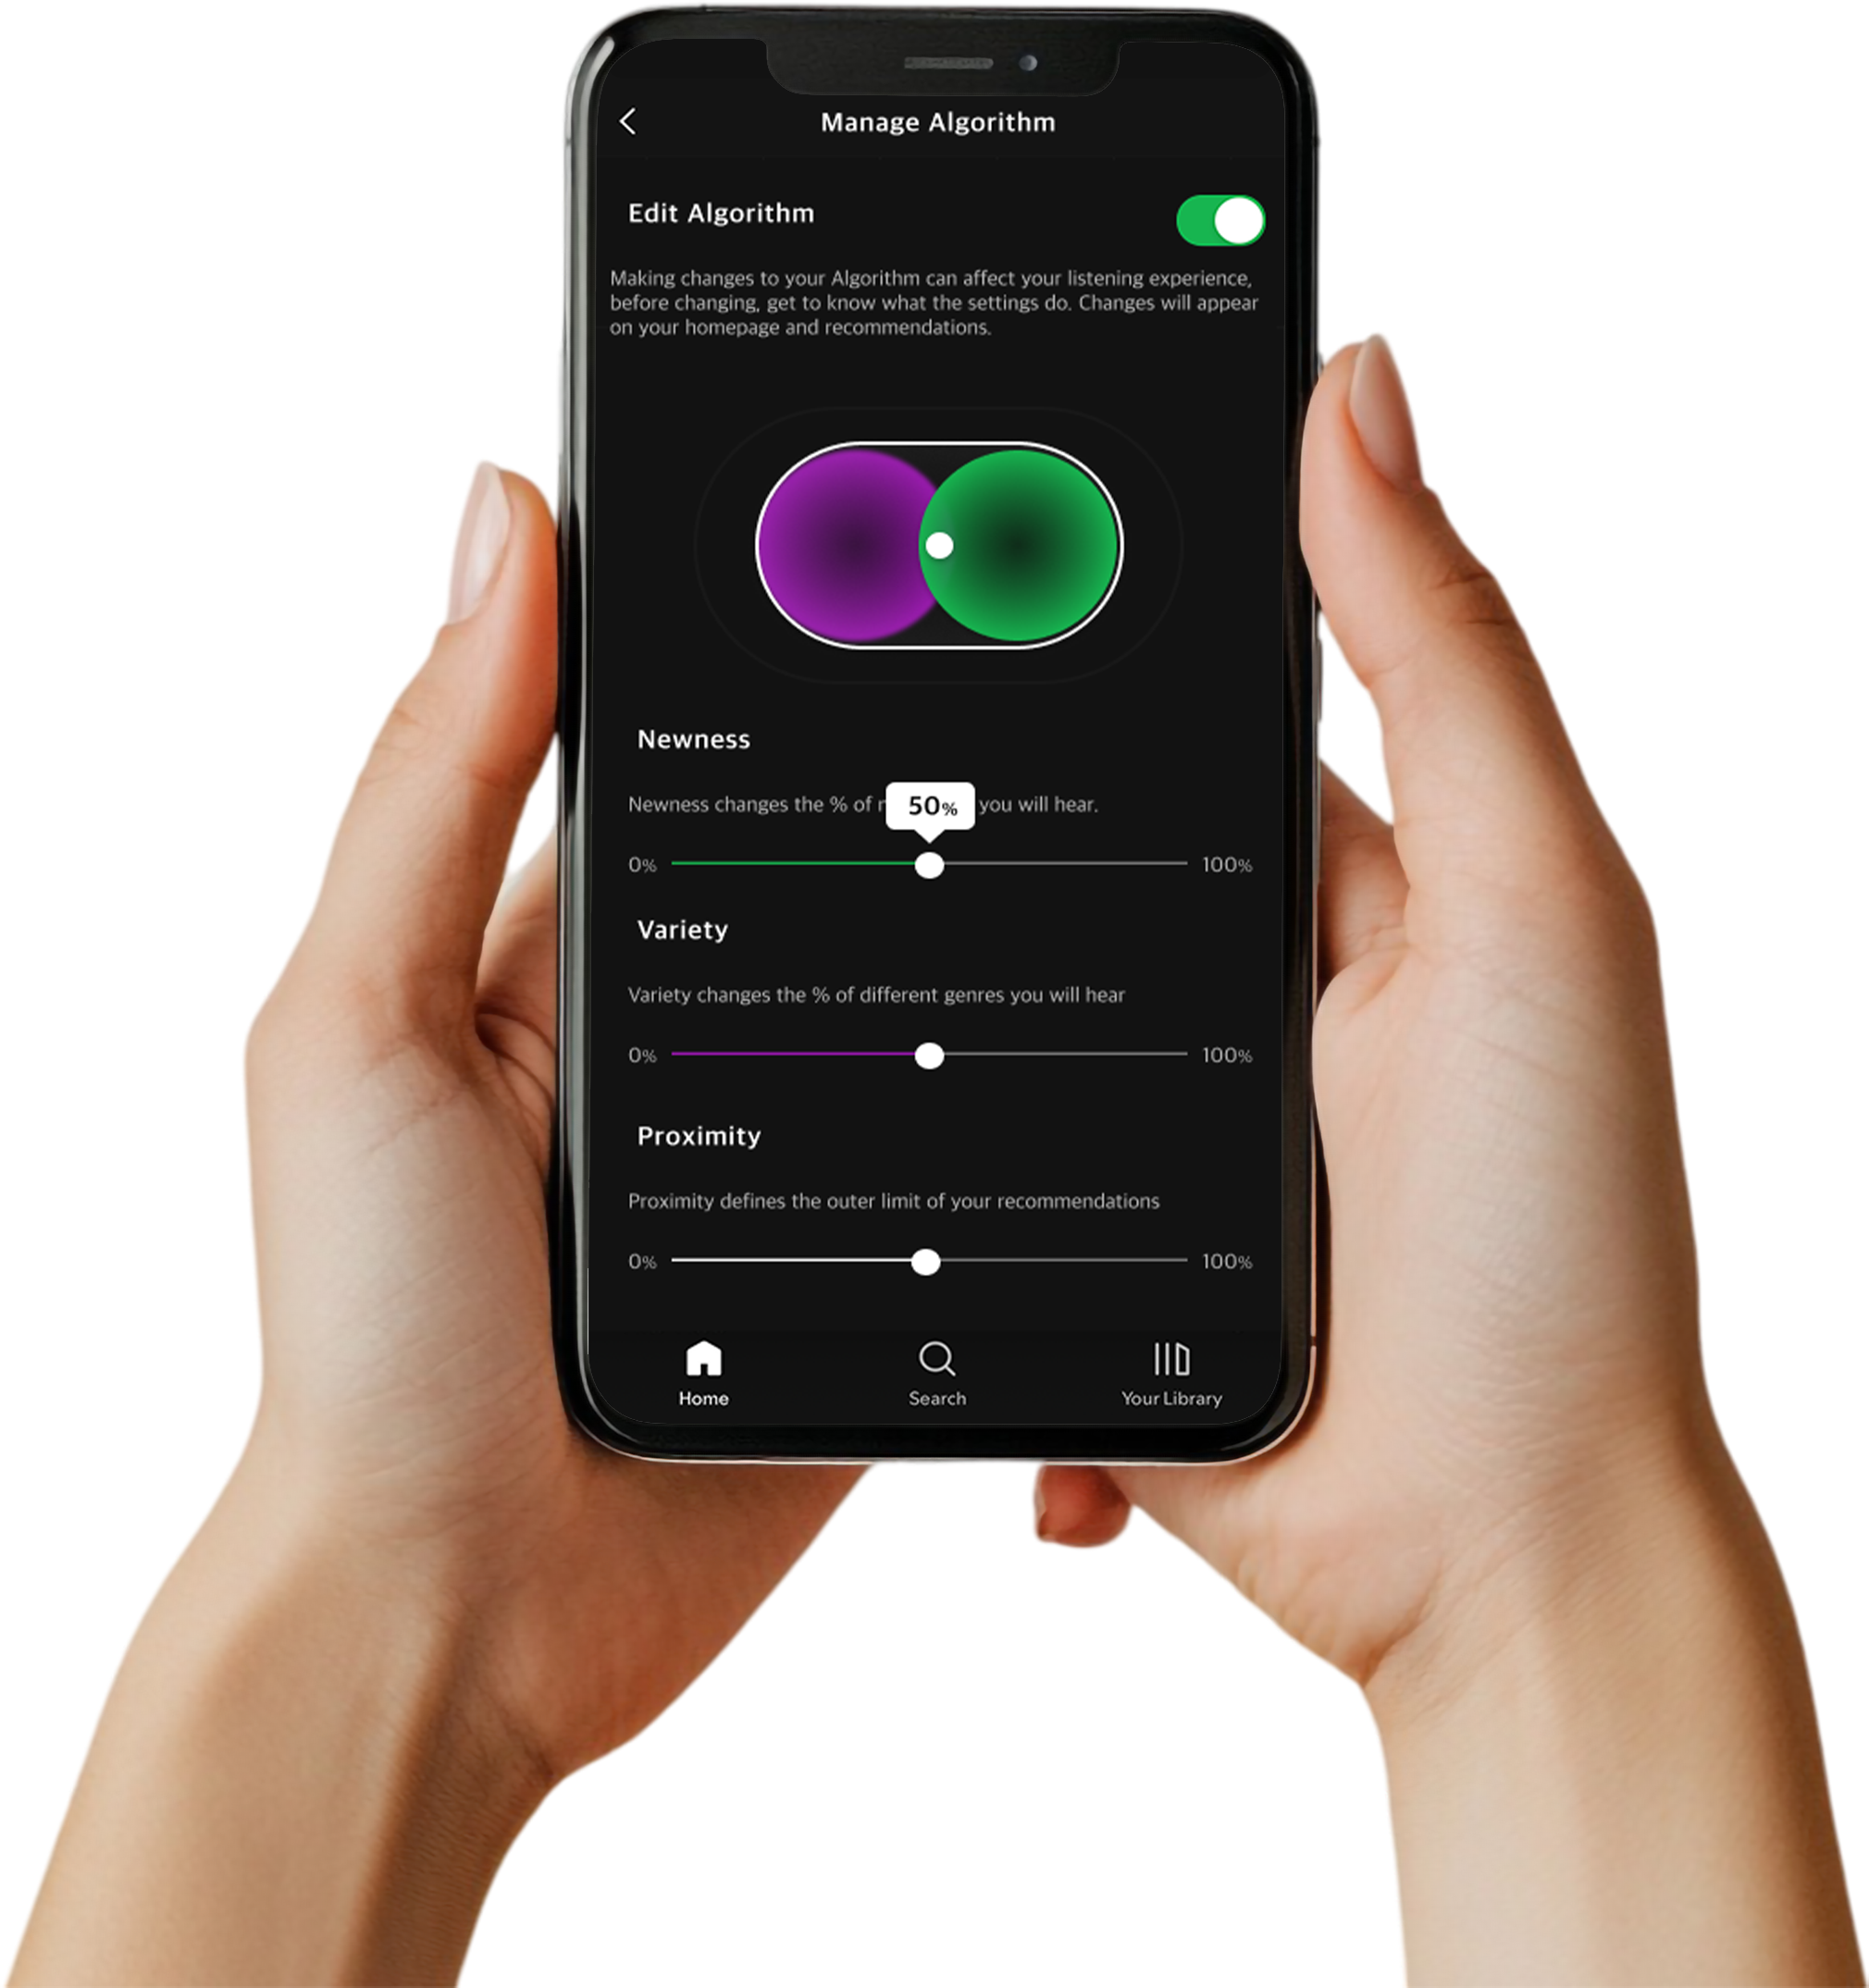 Manage Algorithm
Edit Algorithm
Making changes to your Algorithm can affect your listening experience,
before changing, get to know what the settings do. Changes will appear
on your homepage and recommendations.
Newness
Newness changes the % of 50% you will hear.
0% 100%
Variety
Variety changes the % of different genres you will hear
0% 100%
Proximity
Proximity defines the outer limit of your recommendations
0% 100%
Home Search Your Library